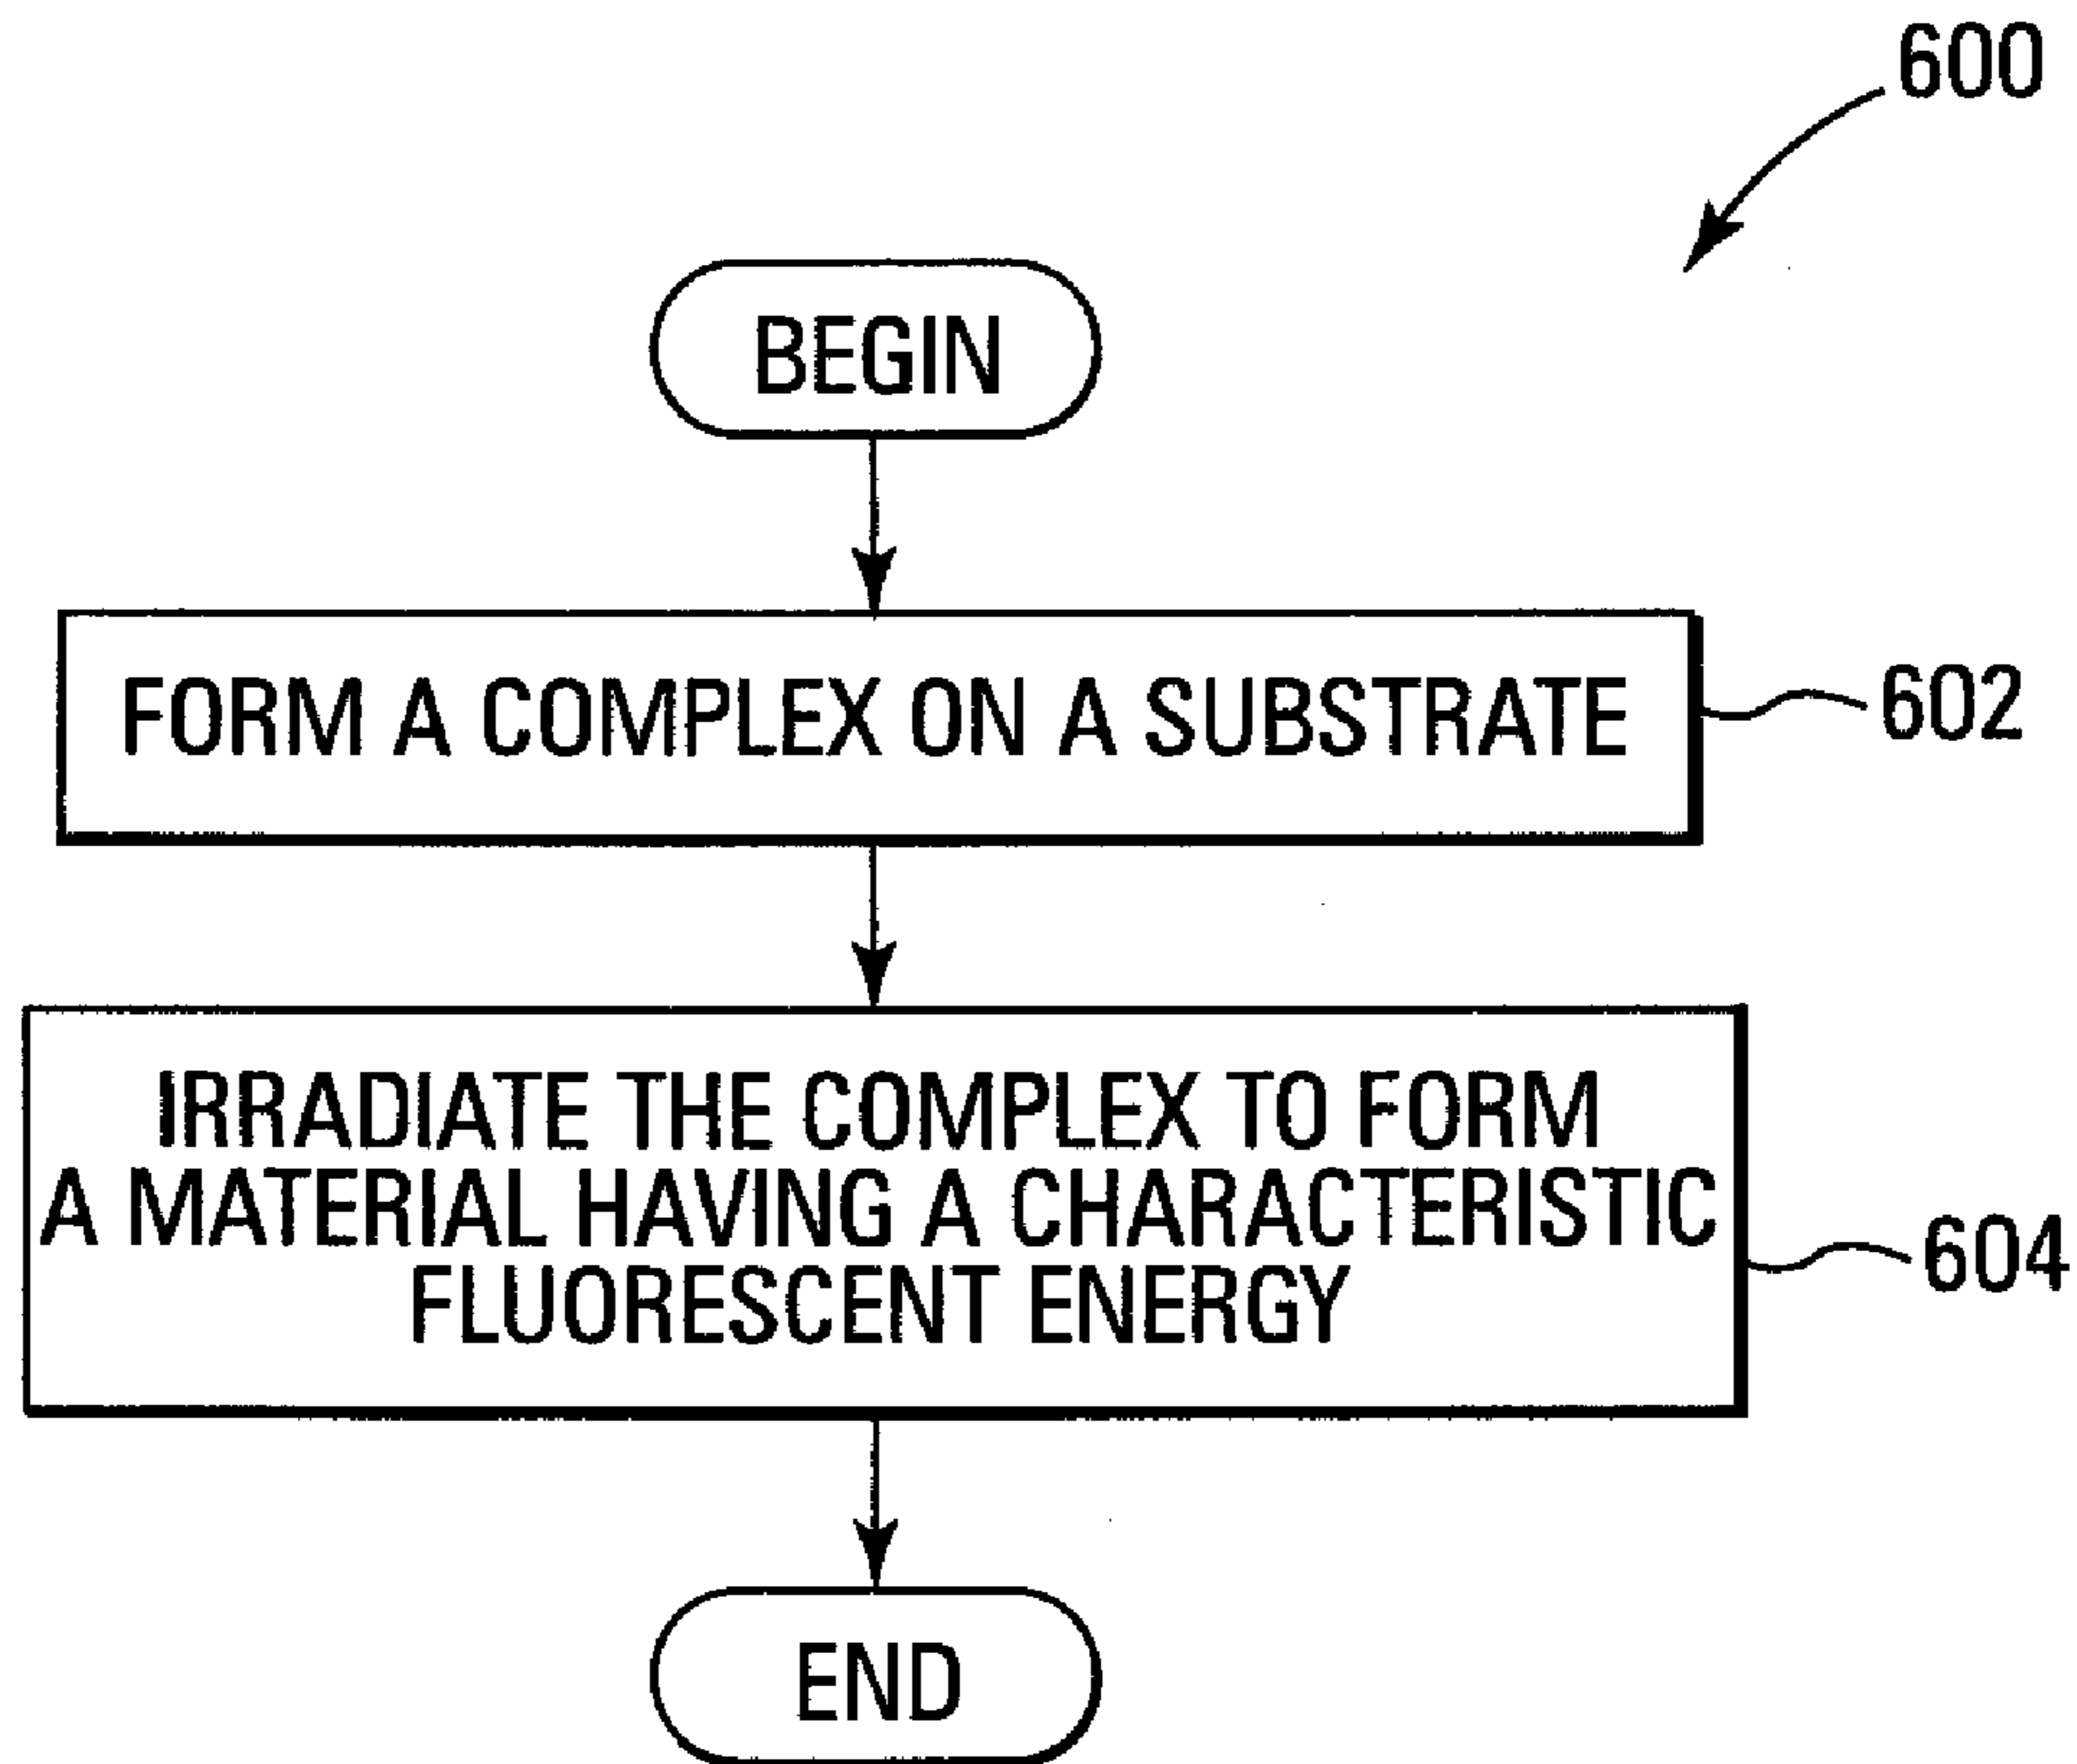 600
BEGIN
FORM A COMPLEX ON A SUBSTRATE
602
IRRADIATE THE COMPLEX TO FORM
A MATERIAL HAVING A CHARACTERISTIC
FLUORESCENT ENERGY
604
END